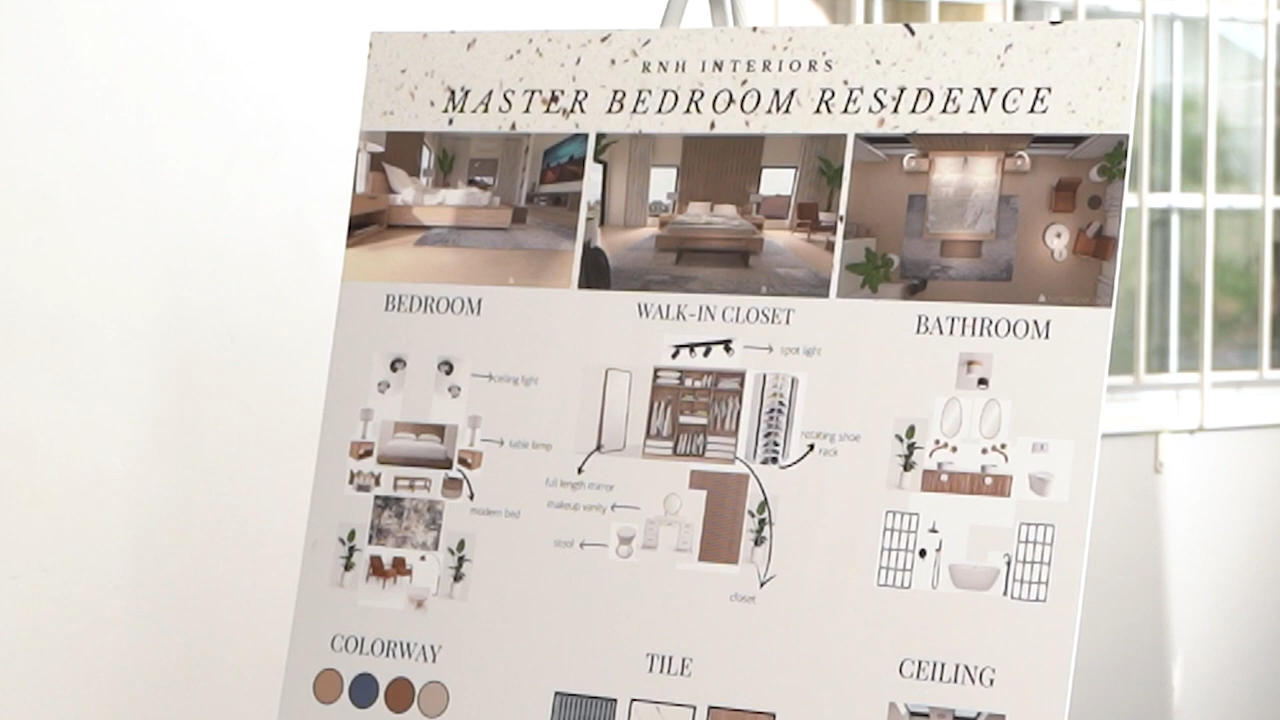 RNH INTERIORS
MASTER BEDROOM RESIDENCE
BEDROOM
WALK-IN CLOSET
BATHROOM
spot light
ceiling light
rotating shoe
rack
table lamp
full length mirror
makeup vanity
modern bed
stool
closet
COLORWAY
TILE
CEILING